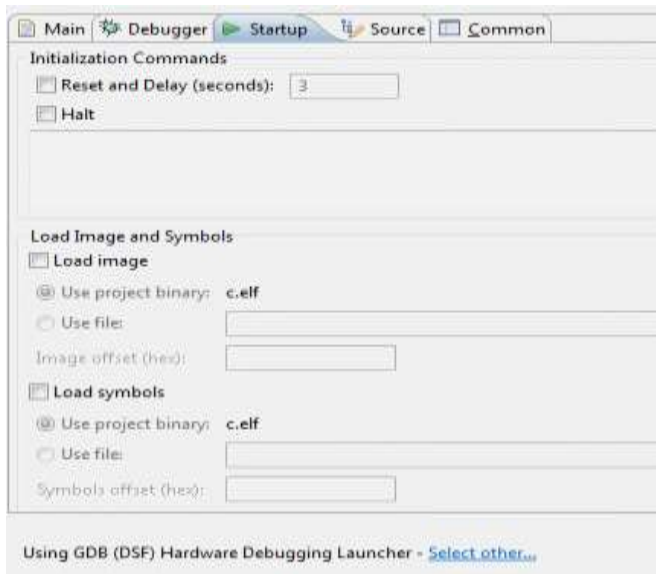 Main Debugger Startup Source Common
Initialization Commands
Reset and Delay (seconds): 3
Halt
Load Image and Symbols
Load image
Use project binary: c.elf
Use file:
Image offset (hex):
Load symbols
Use project binary: c.elf
Use file:
Symbols offset (hex):
Using GDB (DSF) Hardware Debugging Launcher - Select other...